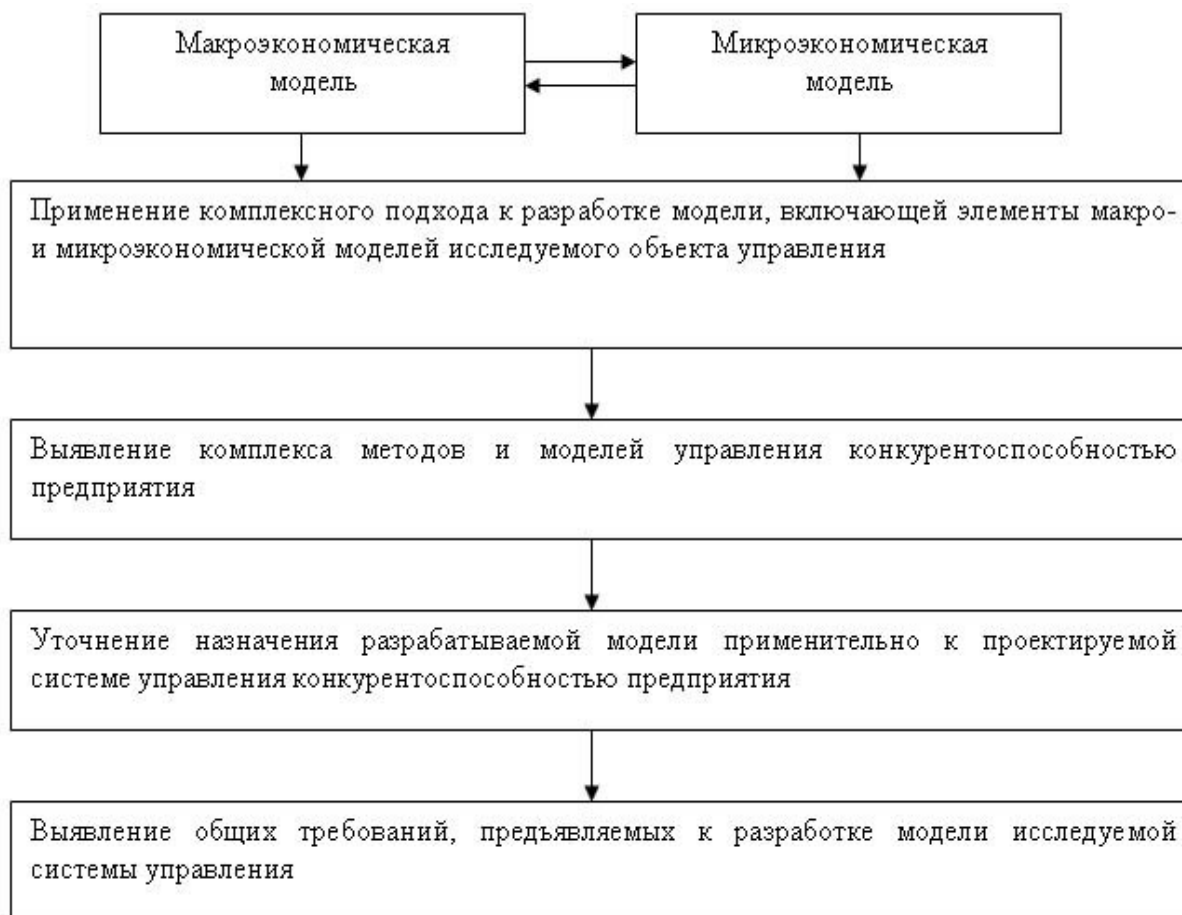 Макроэкономическая
модель
Микроэкономическая
модель
Применение комплексного подхода к разработке модели, включающей элементы макро-
и микроэкономической моделей исследуемого объекта управления
Выявление комплекса методов и моделей управления конкурентоспособностью
предприятия
Уточнение назначения разрабатываемой модели применительно к проектируемой
системе управления конкурентоспособностью предприятия
Выявление общих требований, предъявляемых к разработке модели исследуемой
системы управления